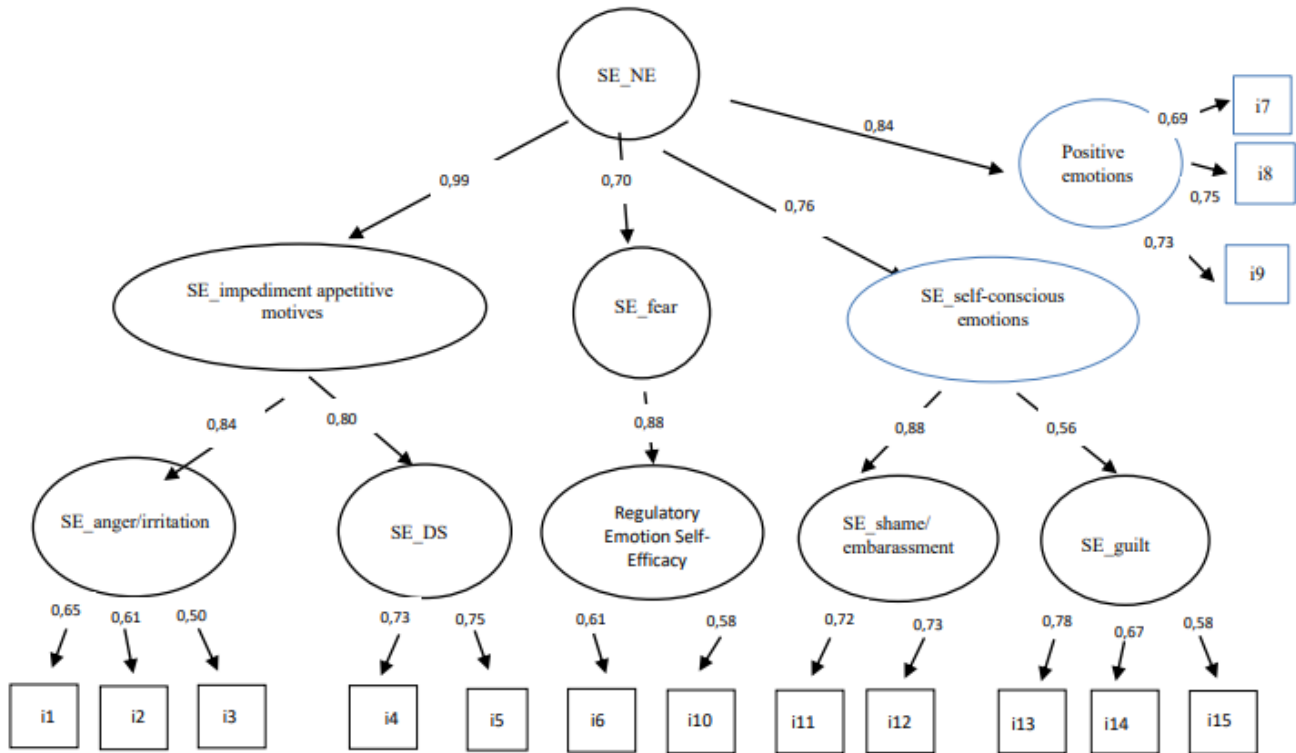 SE_NE
i7
0,69
0,84
Positive
emotions
i8
0,75
0,99
0,70
0,76
0,73
i9
SE_impediment appetitive
motives
SE_fear
SE_self-conscious
emotions
0,84
0,80
0,88
0,88
0,56
SE_anger/irritation
SE_DS
Regulatory
Emotion Self-
Efficacy
SE_shame/
embarassment
SE_guilt
0,65
0,61
0,50
0,73
0,75
0,61
0,58
0,72
0,73
0,78
0,67
0,58
i1
i2
i3
i4
i5
i6
i10
i11
i12
i13
i14
i15